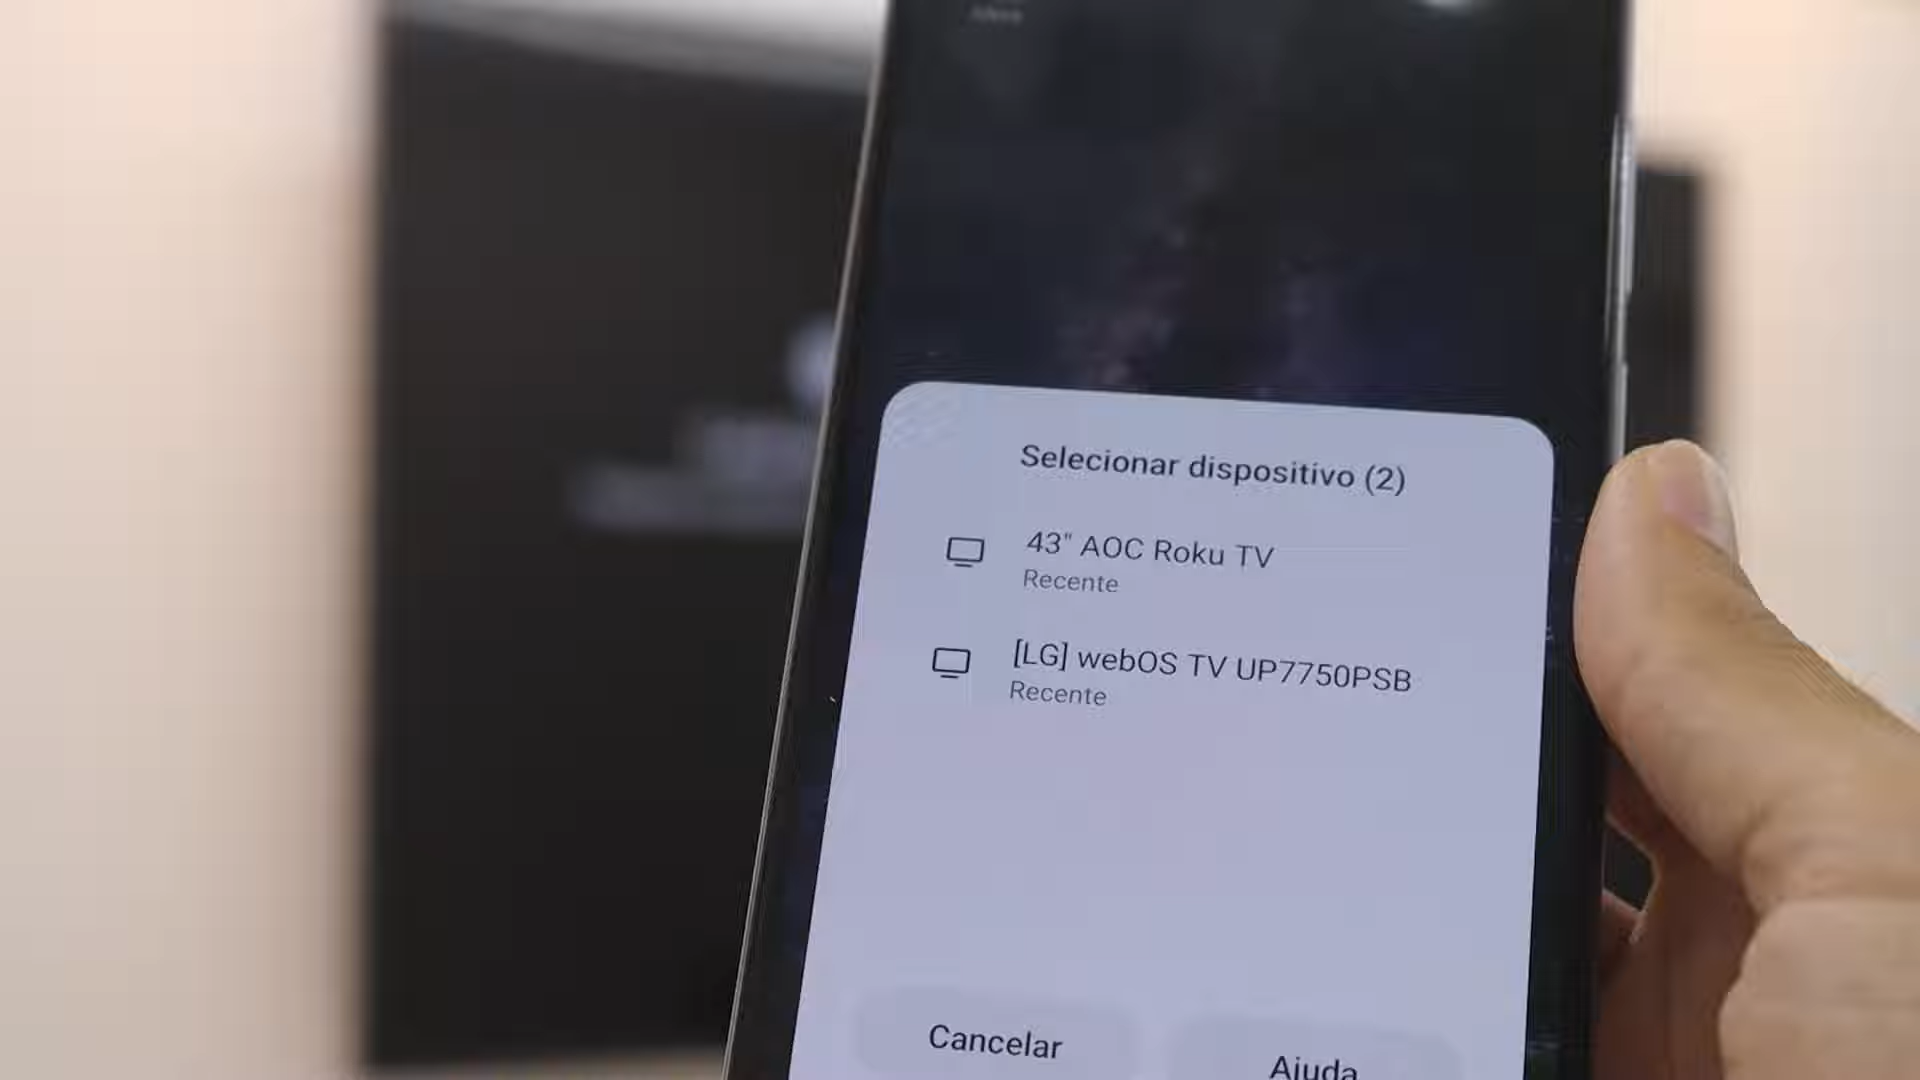 Selecionar dispositivo (2)
43" AOC Roku TV
Recente
[LG] webOS TV UP7750PSB
Recente
Cancelar
Ajuda